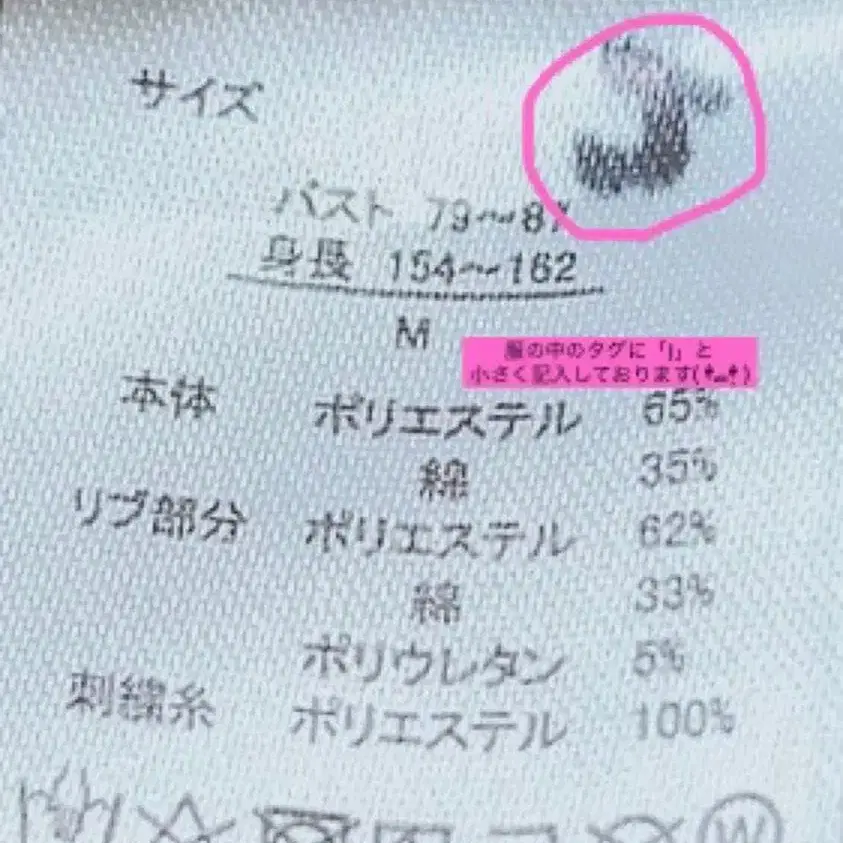 サイズ
バスト 79〜87
身長 154〜162
M
服の中のタグに「J」と
小さく記入しております
本体 ポリエステル 65%
綿 35%
リブ部分 ポリエステル 62%
綿 33%
ポリウレタン 5%
刺繍糸 ポリエステル 100%
W